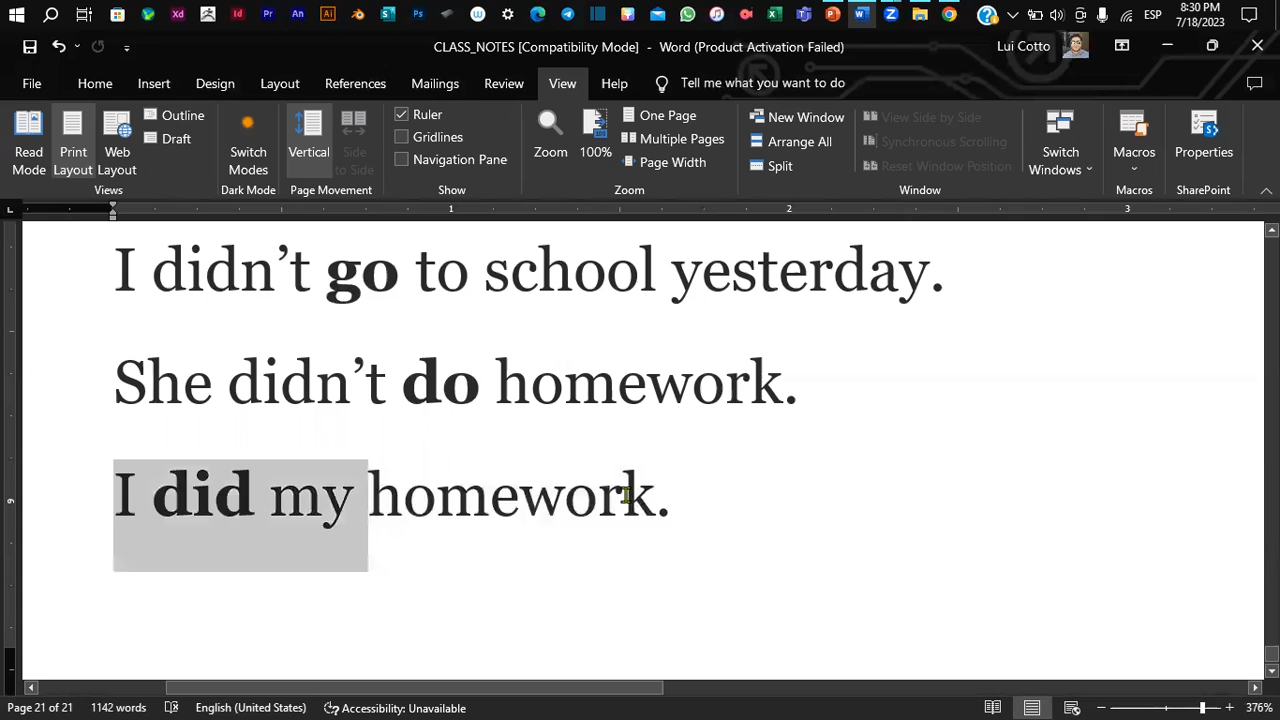 ESP
8:30 PM
7/18/2023
CLASS_NOTES [Compatibility Mode] - Word (Product Activation Failed)
Lui Cotto
File Home Insert Design Layout References Mailings Review View Help Tell me what you want to do
Read Mode
Print Layout
Web Layout
Outline
Draft
Views
Switch Modes
Dark Mode
Vertical
Side to Side
Page Movement
Ruler
Gridlines
Navigation Pane
Show
Zoom
100%
One Page
Multiple Pages
Page Width
Zoom
New Window
Arrange All
Split
View Side by Side
Synchronous Scrolling
Reset Window Position
Switch Windows
Window
Macros
Macros
Properties
SharePoint
1 2 3
I didn’t go to school yesterday.
She didn’t do homework.
I did my homework.
Page 21 of 21 1142 words English (United States) Accessibility: Unavailable 376%